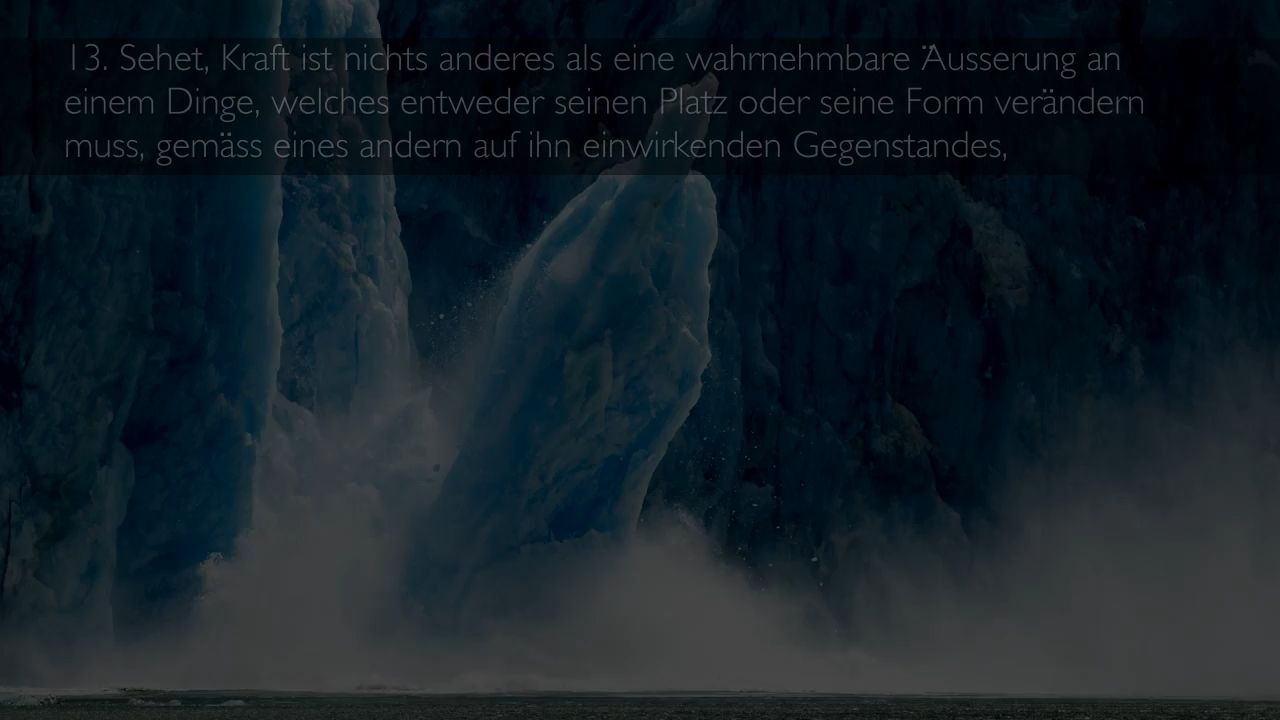 13. Sehet, Kraft ist nichts anderes als eine wahrnehmbare Äusserung an
einem Dinge, welches entweder seinen Platz oder seine Form verändern
muss, gemäss eines andern auf ihn einwirkenden Gegenstandes,